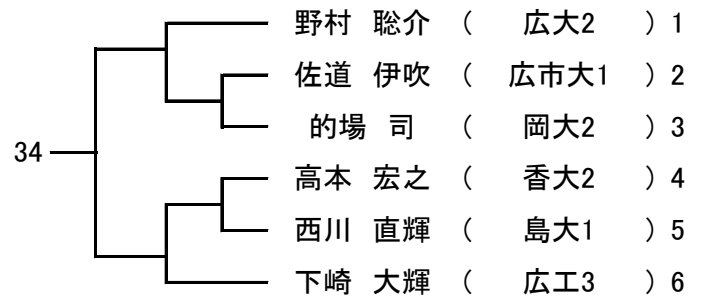 野村 聡介 ( 広大2 ) 1
佐道 伊吹 ( 広市大1 ) 2
的場 司 ( 岡大2 ) 3
34
高本 宏之 ( 香大2 ) 4
西川 直輝 ( 島大1 ) 5
下崎 大輝 ( 広工3 ) 6